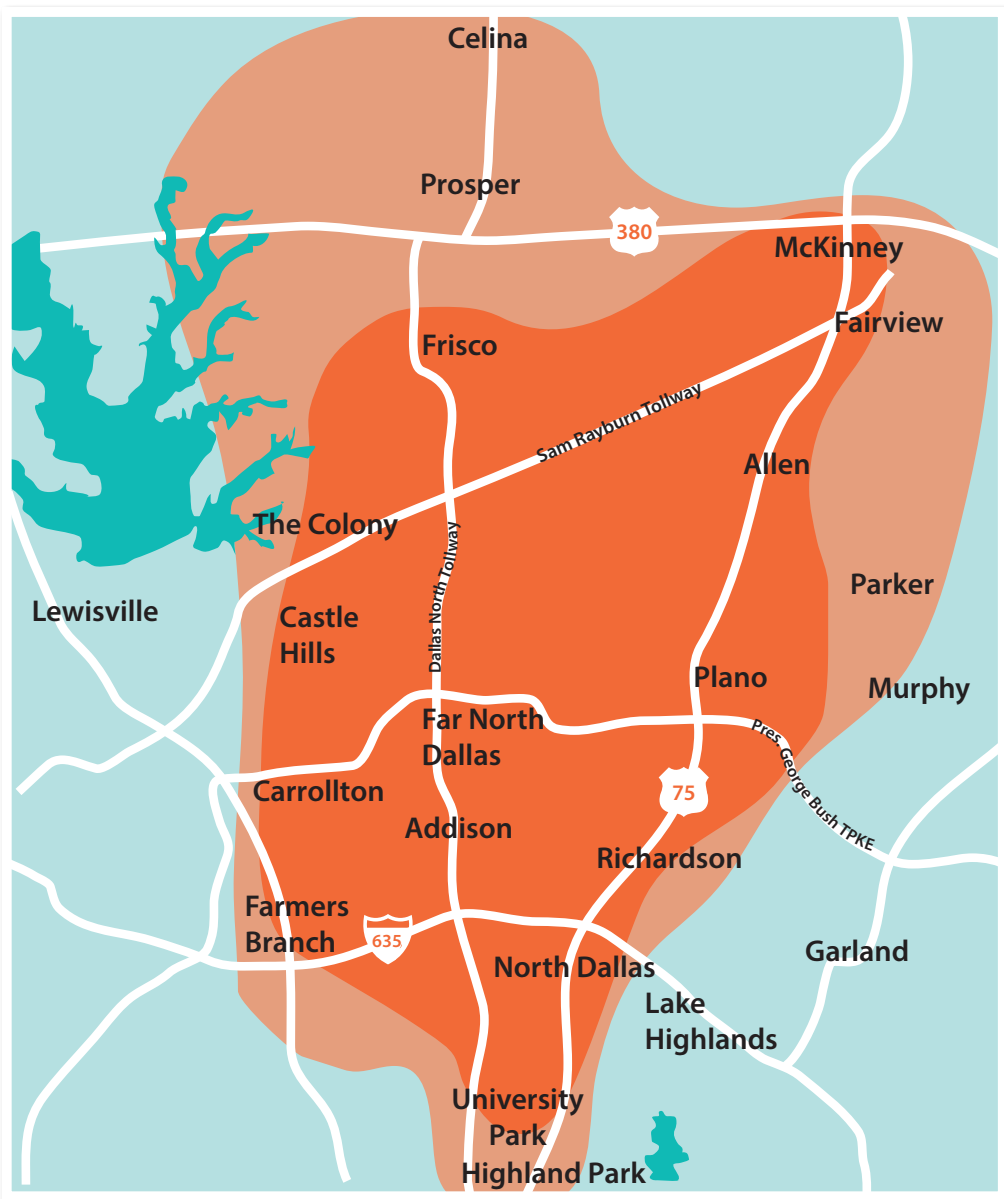 Celina
Prosper
380
McKinney
Fairview
Frisco
Sam Rayburn Tollway
Allen
The Colony
Dallas North Tollway
Parker
Lewisville
Castle
Hills
Plano
Murphy
Far North
Dallas
Pres. George Bush TPKE
Carrollton
75
Addison
Richardson
Farmers
Branch
635
North Dallas
Garland
Lake
Highlands
University
Park
Highland Park